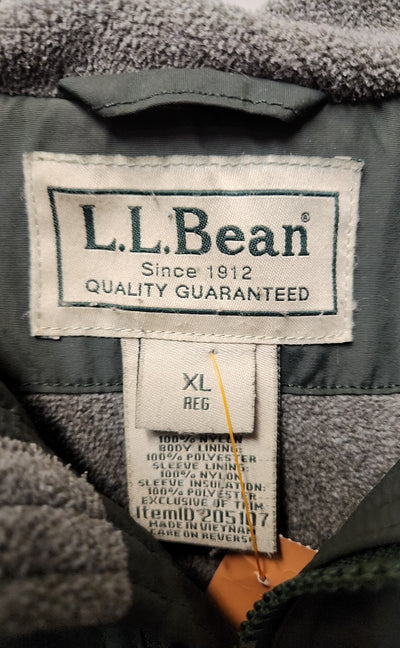 L.L.Bean®
Since 1912
QUALITY GUARANTEED
XL
REG
100% NYLON
BODY LINING:
100% POLYESTER
SLEEVE LINING:
100% NYLON
SLEEVE INSULATION:
100% POLYESTER
EXCLUSIVE OF TRIM
ItemID 205107
MADE IN VIETNAM
CARE ON REVERSE